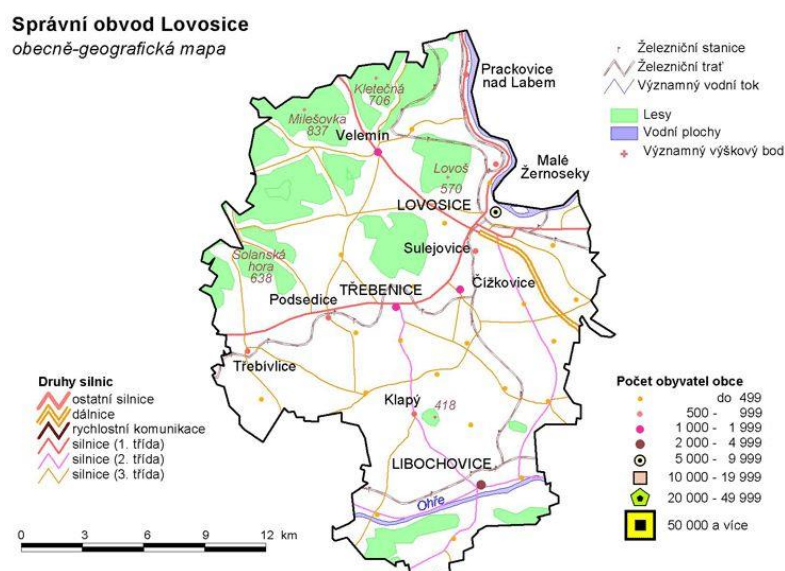 Správní obvod Lovosice
obecně-geografická mapa
Železniční stanice
Železniční trať
Významný vodní tok
Lesy
Vodní plochy
Významný výškový bod
Prackovice
nad Labem
Kletečná
706
Milešovka
837
Velemín
Lovoš
570
Malé
Žernoseky
LOVOSICE
Sulejovice
Solanská
hora
638
Čížkovice
TŘEBENICE
Podsedice
Třebívlice
Klapý
418
LIBOCHOVICE
Ohře
Druhy silnic
ostatní silnice
dálnice
rychlostní komunikace
silnice (1. třída)
silnice (2. třída)
silnice (3. třída)
0 3 6 9 12 km
Počet obyvatel obce
do 499
500 - 999
1 000 - 1 999
2 000 - 4 999
5 000 - 9 999
10 000 - 19 999
20 000 - 49 999
50 000 a více